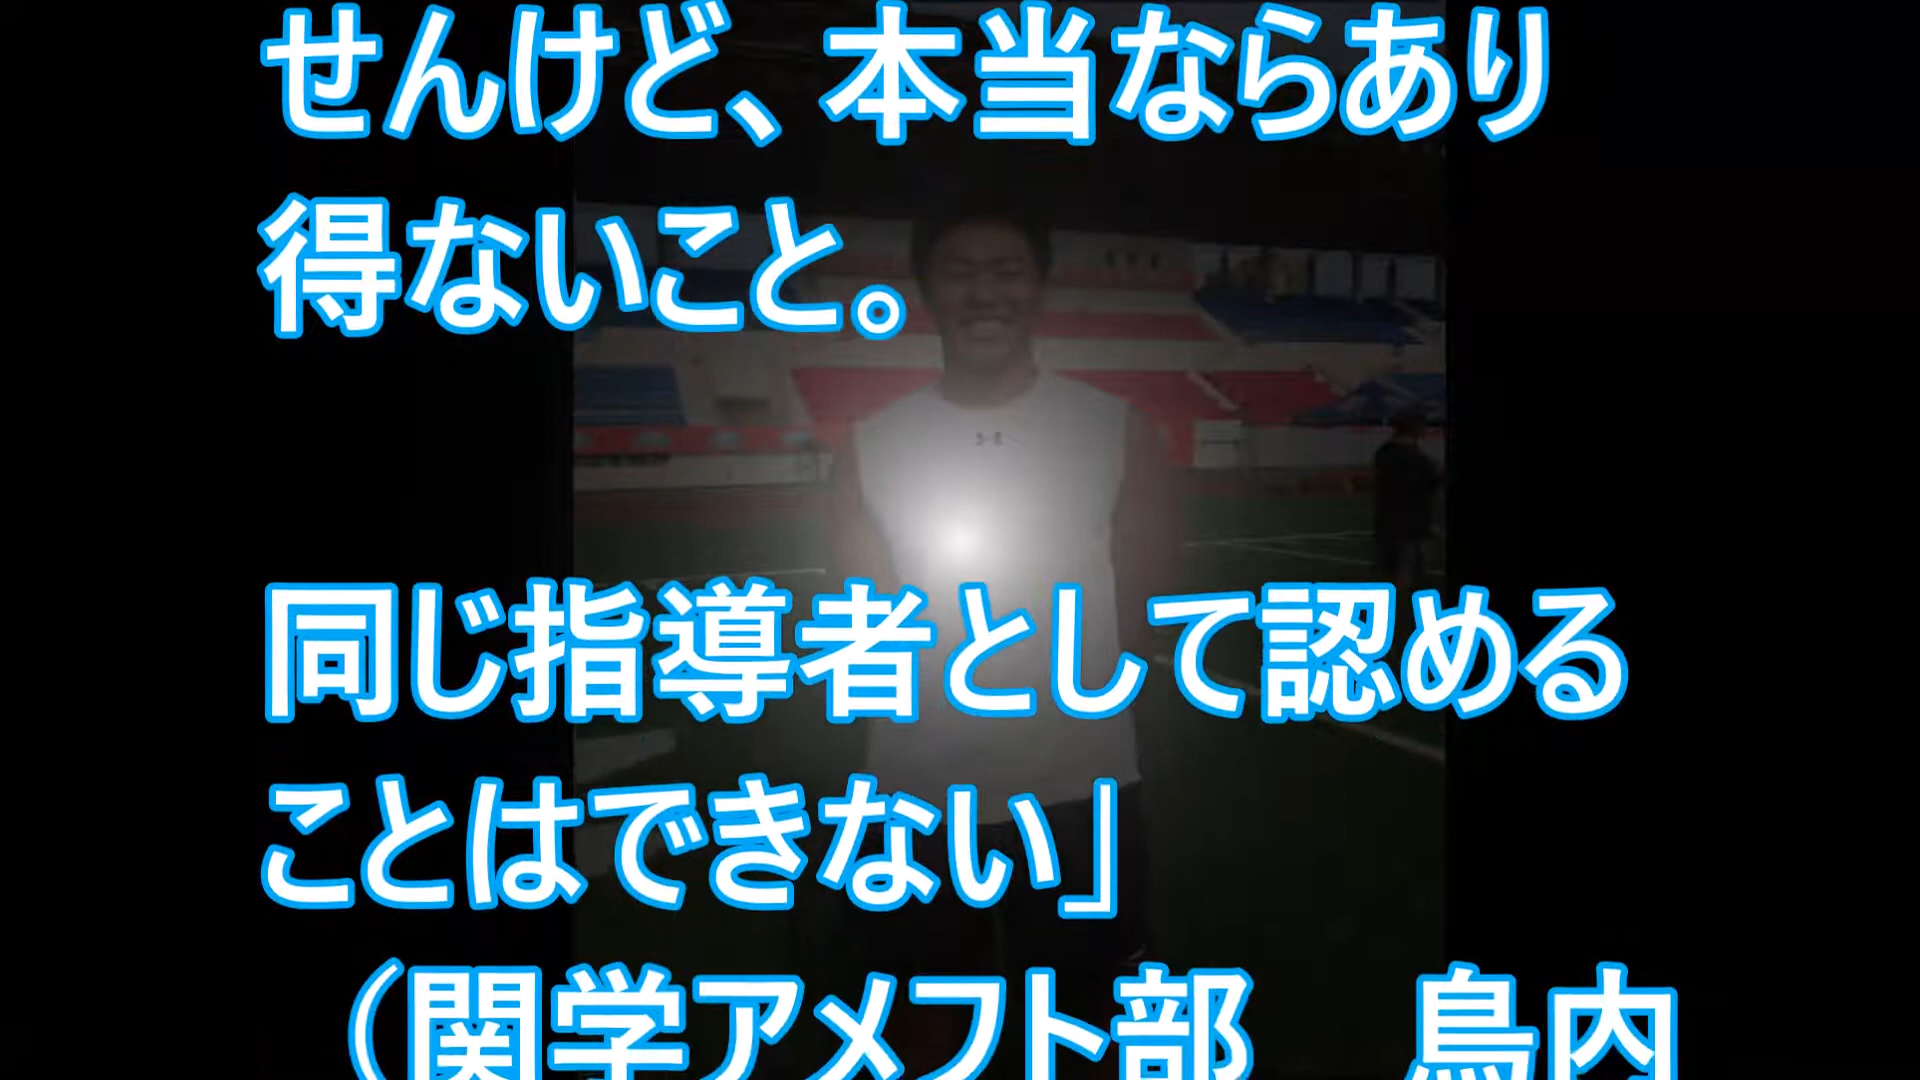 せんけど、本当ならあり
得ないこと。
同じ指導者として認める
ことはできない」
（関学アメフト部　鳥内